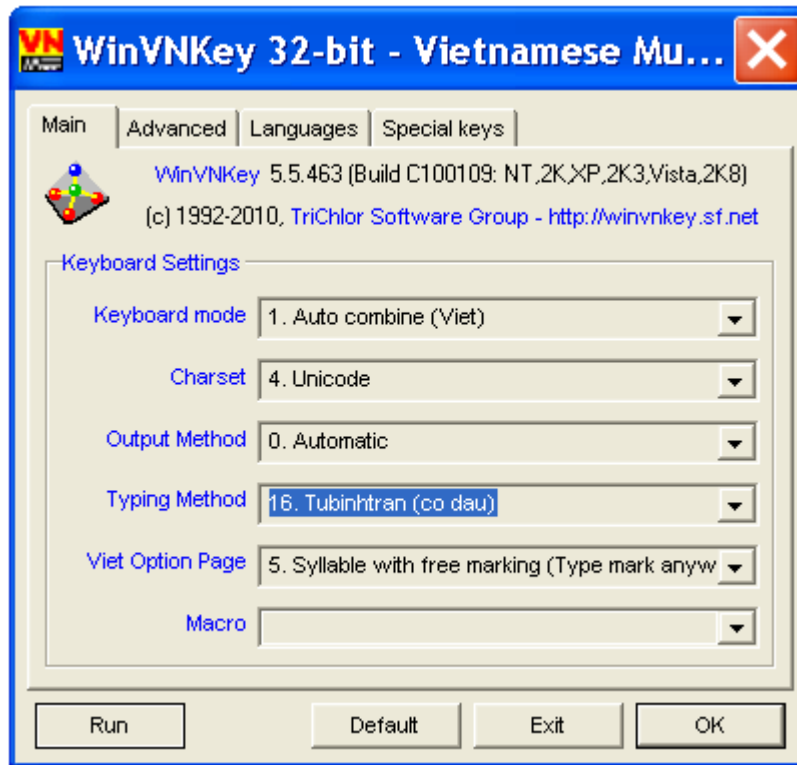 VN
WinVNKey 32-bit - Vietnamese Mu...
Main Advanced Languages Special keys
WinVNKey 5.5.463 (Build C100109: NT,2K,XP,2K3,Vista,2K8)
(c) 1992-2010, TriChlor Software Group - http://winvnkey.sf.net
Keyboard Settings
Keyboard mode 1. Auto combine (Viet)
Charset 4. Unicode
Output Method 0. Automatic
Typing Method 16. Tubinhtran (co dau)
Viet Option Page 5. Syllable with free marking (Type mark anyw
Macro
Run Default Exit OK